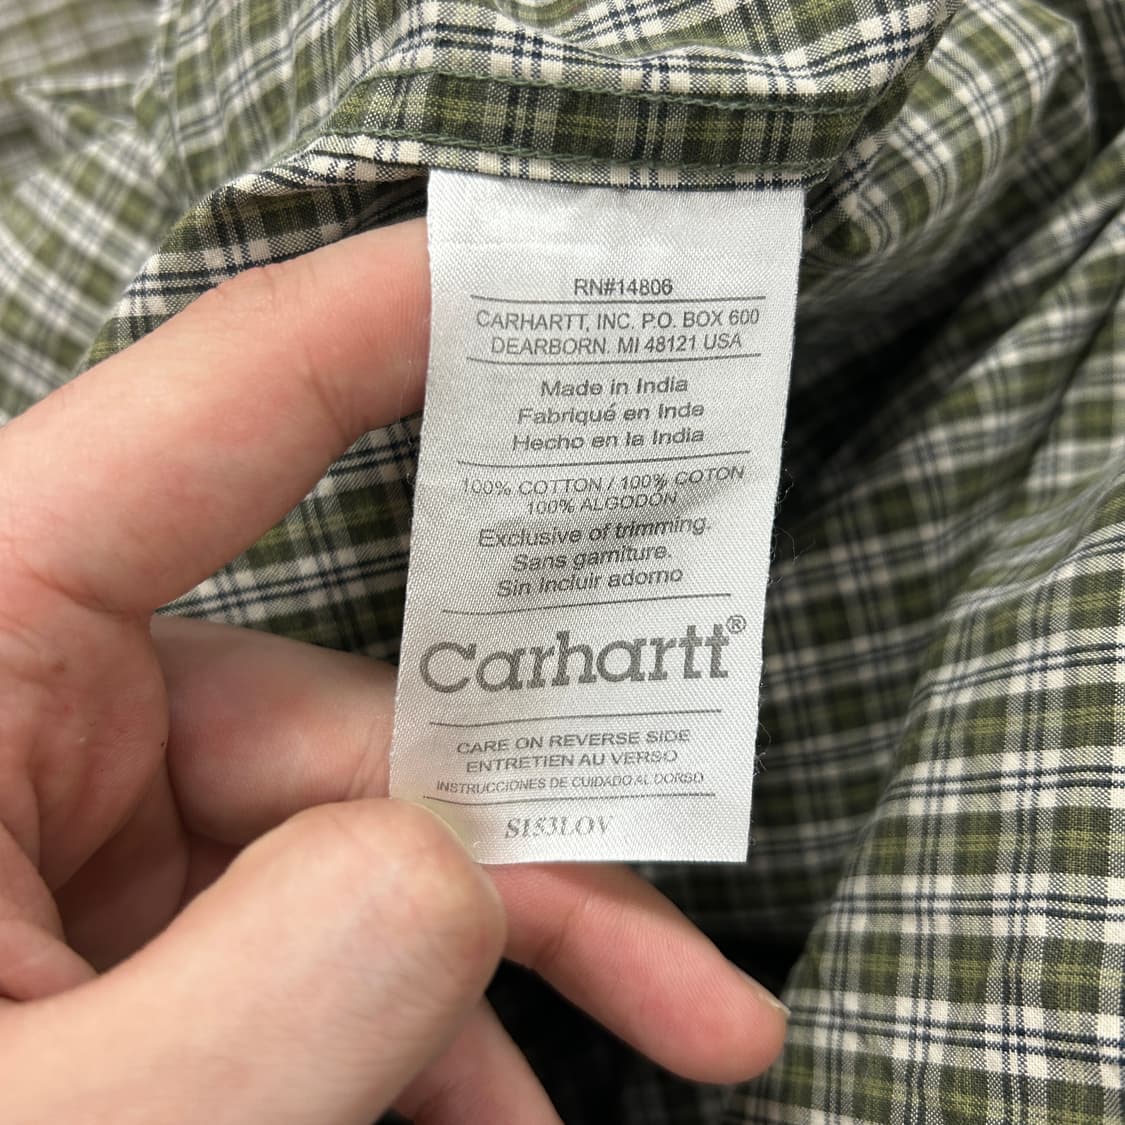 RN#14806
CARHARTT, INC. P.O. BOX 600
DEARBORN. MI 48121 USA
Made in India
Fabriqué en Inde
Hecho en la India
100% COTTON / 100% COTON
100% ALGODÓN
Exclusive of trimming.
Sans garniture.
Sin Incluir adorno
Carhartt®
CARE ON REVERSE SIDE
ENTRETIEN AU VERSO
INSTRUCCIONES DE CUIDADO AL DORSO
S153LOV